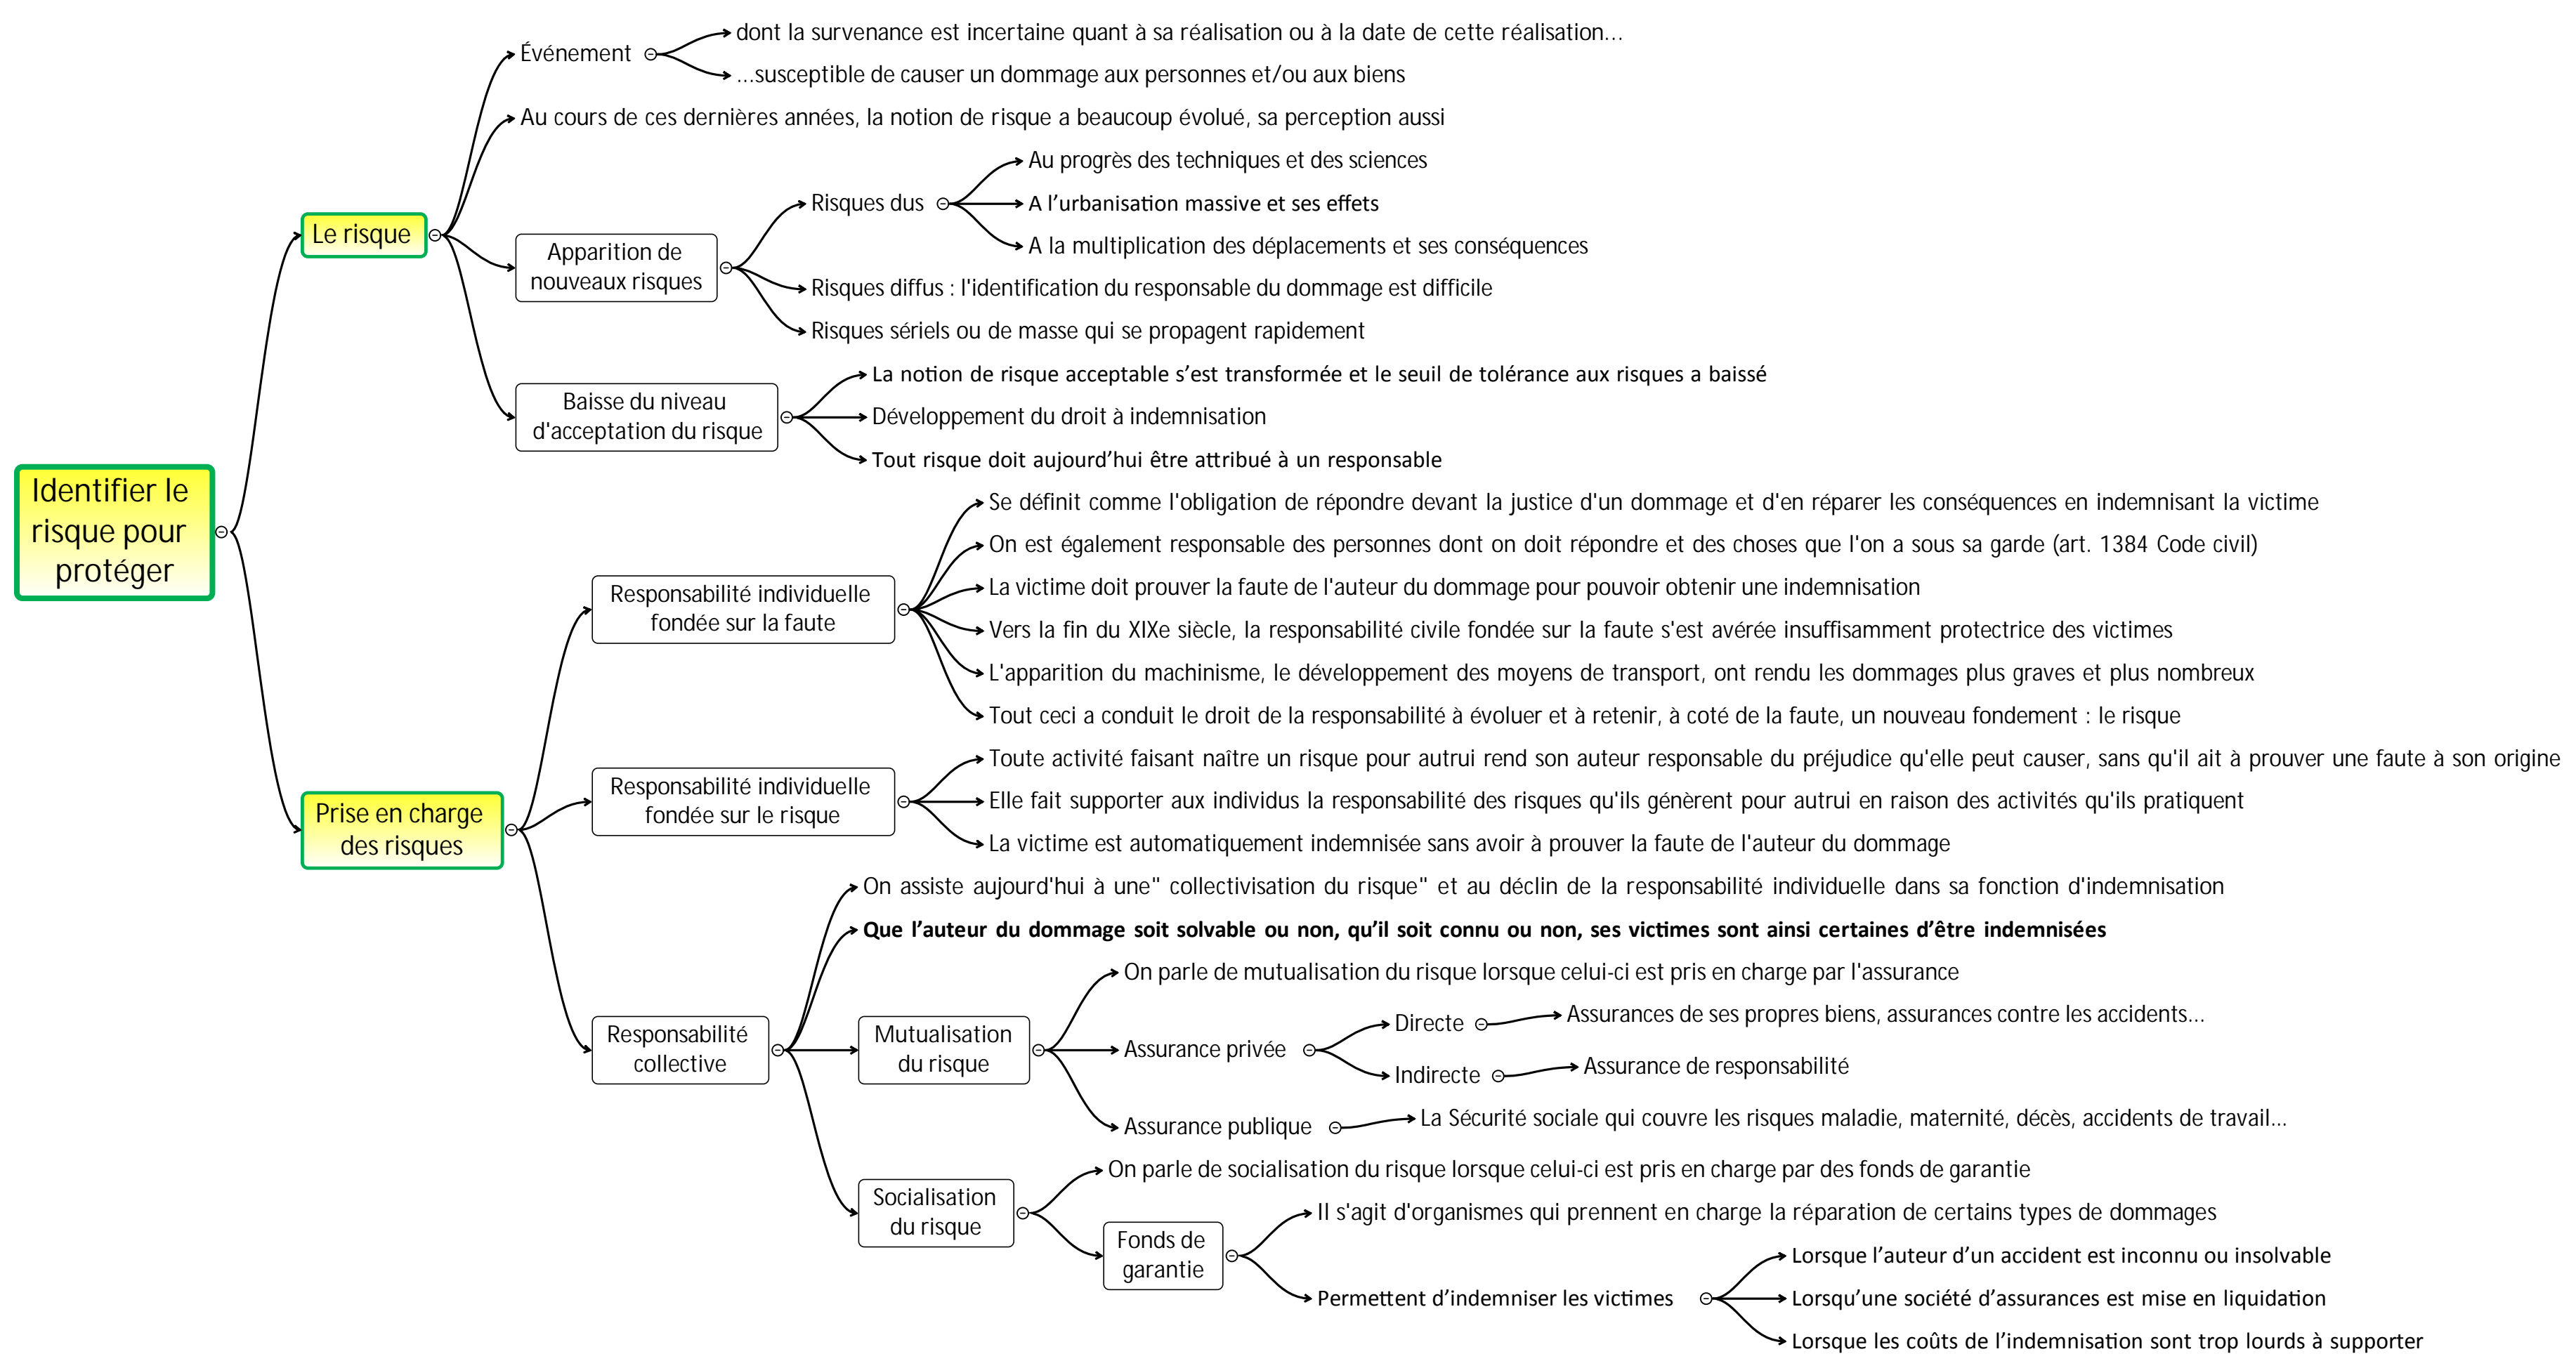 Identifier le
risque pour
protéger
Le risque
Événement
dont la survenance est incertaine quant à sa réalisation ou à la date de cette réalisation...
...susceptible de causer un dommage aux personnes et/ou aux biens
Au cours de ces dernières années, la notion de risque a beaucoup évolué, sa perception aussi
Apparition de
nouveaux risques
Risques dus
Au progrès des techniques et des sciences
A l’urbanisation massive et ses effets
A la multiplication des déplacements et ses conséquences
Risques diffus : l'identification du responsable du dommage est difficile
Risques sériels ou de masse qui se propagent rapidement
Baisse du niveau
d'acceptation du risque
La notion de risque acceptable s’est transformée et le seuil de tolérance aux risques a baissé
Développement du droit à indemnisation
Tout risque doit aujourd’hui être attribué à un responsable
Prise en charge
des risques
Responsabilité individuelle
fondée sur la faute
Se définit comme l'obligation de répondre devant la justice d'un dommage et d'en réparer les conséquences en indemnisant la victime
On est également responsable des personnes dont on doit répondre et des choses que l'on a sous sa garde (art. 1384 Code civil)
La victime doit prouver la faute de l'auteur du dommage pour pouvoir obtenir une indemnisation
Vers la fin du XIXe siècle, la responsabilité civile fondée sur la faute s'est avérée insuffisamment protectrice des victimes
L'apparition du machinisme, le développement des moyens de transport, ont rendu les dommages plus graves et plus nombreux
Tout ceci a conduit le droit de la responsabilité à évoluer et à retenir, à coté de la faute, un nouveau fondement : le risque
Responsabilité individuelle
fondée sur le risque
Toute activité faisant naître un risque pour autrui rend son auteur responsable du préjudice qu'elle peut causer, sans qu'il ait à prouver une faute à son origine
Elle fait supporter aux individus la responsabilité des risques qu'ils génèrent pour autrui en raison des activités qu'ils pratiquent
La victime est automatiquement indemnisée sans avoir à prouver la faute de l'auteur du dommage
Responsabilité
collective
On assiste aujourd'hui à une" collectivisation du risque" et au déclin de la responsabilité individuelle dans sa fonction d'indemnisation
Que l’auteur du dommage soit solvable ou non, qu’il soit connu ou non, ses victimes sont ainsi certaines d’être indemnisées
Mutualisation
du risque
On parle de mutualisation du risque lorsque celui-ci est pris en charge par l'assurance
Assurance privée
Directe
Assurances de ses propres biens, assurances contre les accidents...
Indirecte
Assurance de responsabilité
Assurance publique
La Sécurité sociale qui couvre les risques maladie, maternité, décès, accidents de travail...
Socialisation
du risque
On parle de socialisation du risque lorsque celui-ci est pris en charge par des fonds de garantie
Fonds de
garantie
Il s'agit d'organismes qui prennent en charge la réparation de certains types de dommages
Permettent d’indemniser les victimes
Lorsque l’auteur d’un accident est inconnu ou insolvable
Lorsqu’une société d’assurances est mise en liquidation
Lorsque les coûts de l’indemnisation sont trop lourds à supporter